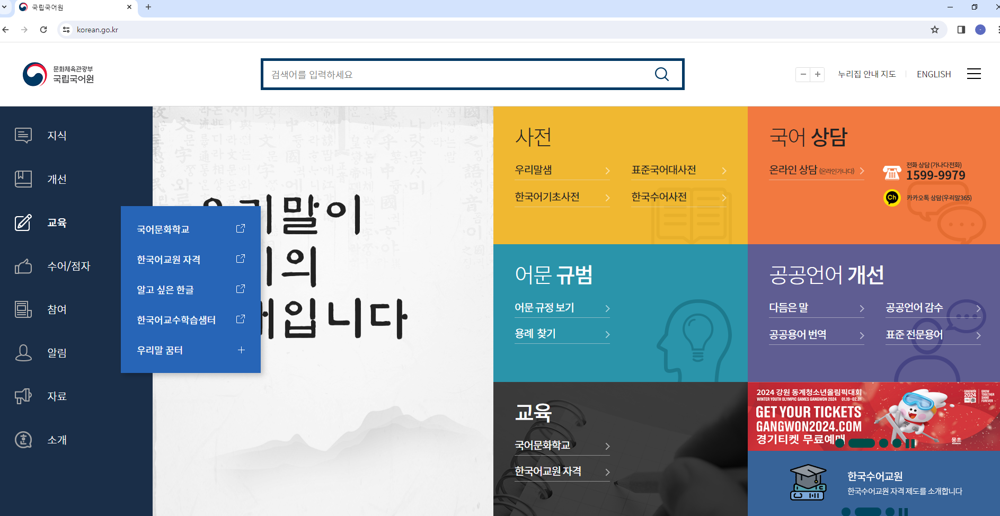 국립국어원
korean.go.kr
문화체육관광부
국립국어원
검색어를 입력하세요
누리집 안내 지도
ENGLISH
지식
개선
교육
수어/점자
참여
알림
자료
소개
국어문화학교
한국어교원 자격
알고 싶은 한글
한국어교수학습샘터
우리말 꿈터
말이
의
입니다
사전
우리말샘
표준국어대사전
한국어기초사전
한국수어사전
국어 상담
온라인 상담 (온라인가나다)
전화 상담 (가나다전화)
1599-9979
Ch
카카오톡 상담(우리말365)
어문 규범
어문 규정 보기
용례 찾기
공공언어 개선
다듬은 말
공공언어 감수
공공용어 번역
표준 전문용어
교육
국어문화학교
한국어교원 자격
2024 강원 동계청소년올림픽대회
WINTER YOUTH OLYMPIC GAMES GANGWON 2024 01.19-02.01
GET YOUR TICKETS
GANGWON2024.COM
경기티켓 무료예매
GANGWON
2024
GROW
TOGETHER
SHINE
FOREVER
뭉초
한국수어교원
한국수어교원 자격 제도를 소개합니다